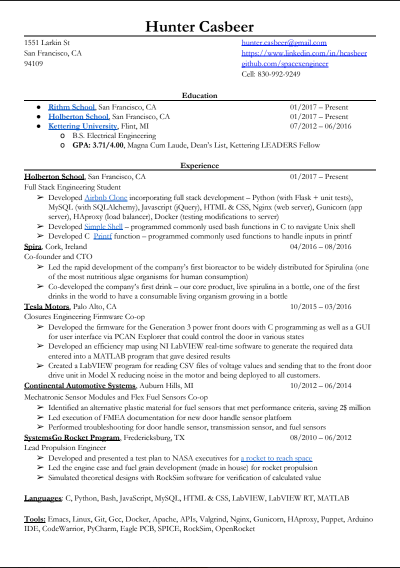 Hunter Casbeer
1551 Larkin St hunter.casbeer@gmail.com
San Francisco, CA https://www.linkedin.com/in/hcasbeer
94109 github.com/spacexengineer
Cell: 830-992-9249
Education
● Rithm School, San Francisco, CA 01/2017 – Present
● Holberton School, San Francisco, CA 01/2017 – Present
● Kettering University, Flint, MI 07/2012 – 06/2016
o B.S. Electrical Engineering
o GPA: 3.71/4.00, Magna Cum Laude, Dean's List, Kettering LEADERS Fellow
Experience
Holberton School, San Francisco, CA 01/2017 – Present
Full Stack Engineering Student
➢ Developed Airbnb Clone incorporating full stack development – Python (with Flask + unit tests),
MySQL (with SQLAlchemy), Javascript (jQuery), HTML & CSS, Nginx (web server), Gunicorn (app
server), HAproxy (load balancer), Docker (testing modifications to server)
➢ Developed Simple Shell – programmed commonly used bash functions in C to navigate Unix shell
➢ Developed C Printf function – programmed commonly used functions to handle inputs in printf
Spira, Cork, Ireland 04/2016 – 08/2016
Co-founder and CTO
➢ Led the rapid development of the company's first bioreactor to be widely distributed for Spirulina (one
of the most nutritious algae organisms for human consumption)
➢ Co-developed the company's first drink – our core product, live spirulina in a bottle, one of the first
drinks in the world to have a consumable living organism growing in a bottle
Tesla Motors, Palo Alto, CA 10/2015 – 03/2016
Closures Engineering Firmware Co-op
➢ Developed the firmware for the Generation 3 power front doors with C programming as well as a GUI
for user interface via PCAN Explorer that could control the door in various states
➢ Developed an efficiency map using NI LabVIEW real-time software to generate the required data
entered into a MATLAB program that gave desired results
➢ Created a LabVIEW program for reading CSV files of voltage values and sending that to the front door
drive unit in Model X reducing noise in the motor and being deployed to all customers.
Continental Automotive Systems, Auburn Hills, MI 10/2012 – 06/2014
Mechatronic Sensor Modules and Flex Fuel Sensors Co-op
➢ Identified an alternative plastic material for fuel sensors that met performance criteria, saving 2$ million
➢ Led execution of FMEA documentation for new door handle sensor platform
➢ Performed troubleshooting for door handle sensor, transmission sensor, and fuel sensors
SystemsGo Rocket Program, Fredericksburg, TX 08/2010 – 06/2012
Lead Propulsion Engineer
➢ Developed and presented a test plan to NASA executives for a rocket to reach space
➢ Led the engine case and fuel grain development (made in house) for rocket propulsion
➢ Simulated theoretical designs with RockSim software for verification of calculated value
Languages: C, Python, Bash, JavaScript, MySQL, HTML & CSS, LabVIEW, LabVIEW RT, MATLAB
Tools: Emacs, Linux, Git, Gcc, Docker, Apache, APIs, Valgrind, Nginx, Gunicorn, HAproxy, Puppet, Arduino
IDE, CodeWarrior, PyCharm, Eagle PCB, SPICE, RockSim, OpenRocket